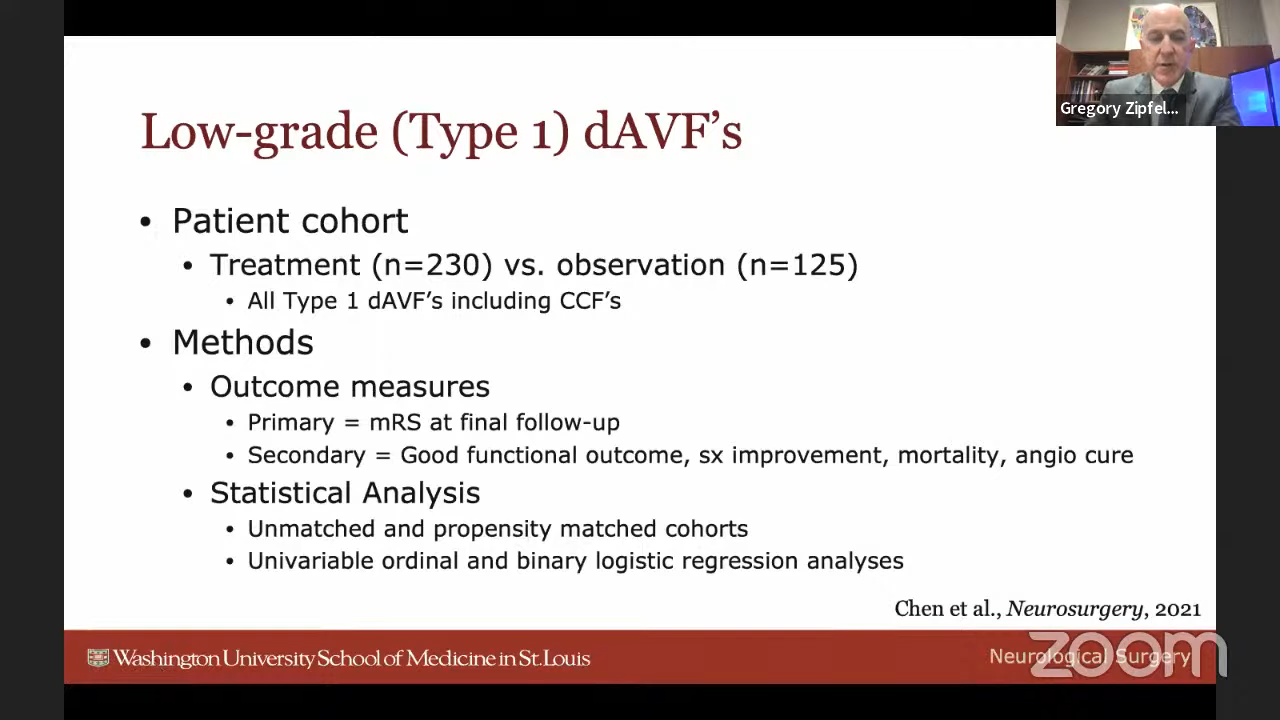 Gregory Zipfel...
Low-grade (Type 1) dAVF's
• Patient cohort
• Treatment (n=230) vs. observation (n=125)
• All Type 1 dAVF's including CCF's
• Methods
• Outcome measures
• Primary = mRS at final follow-up
• Secondary = Good functional outcome, sx improvement, mortality, angio cure
• Statistical Analysis
• Unmatched and propensity matched cohorts
• Univariable ordinal and binary logistic regression analyses
Chen et al., Neurosurgery, 2021
Washington University School of Medicine in St. Louis
Neurological Surgery
zoom